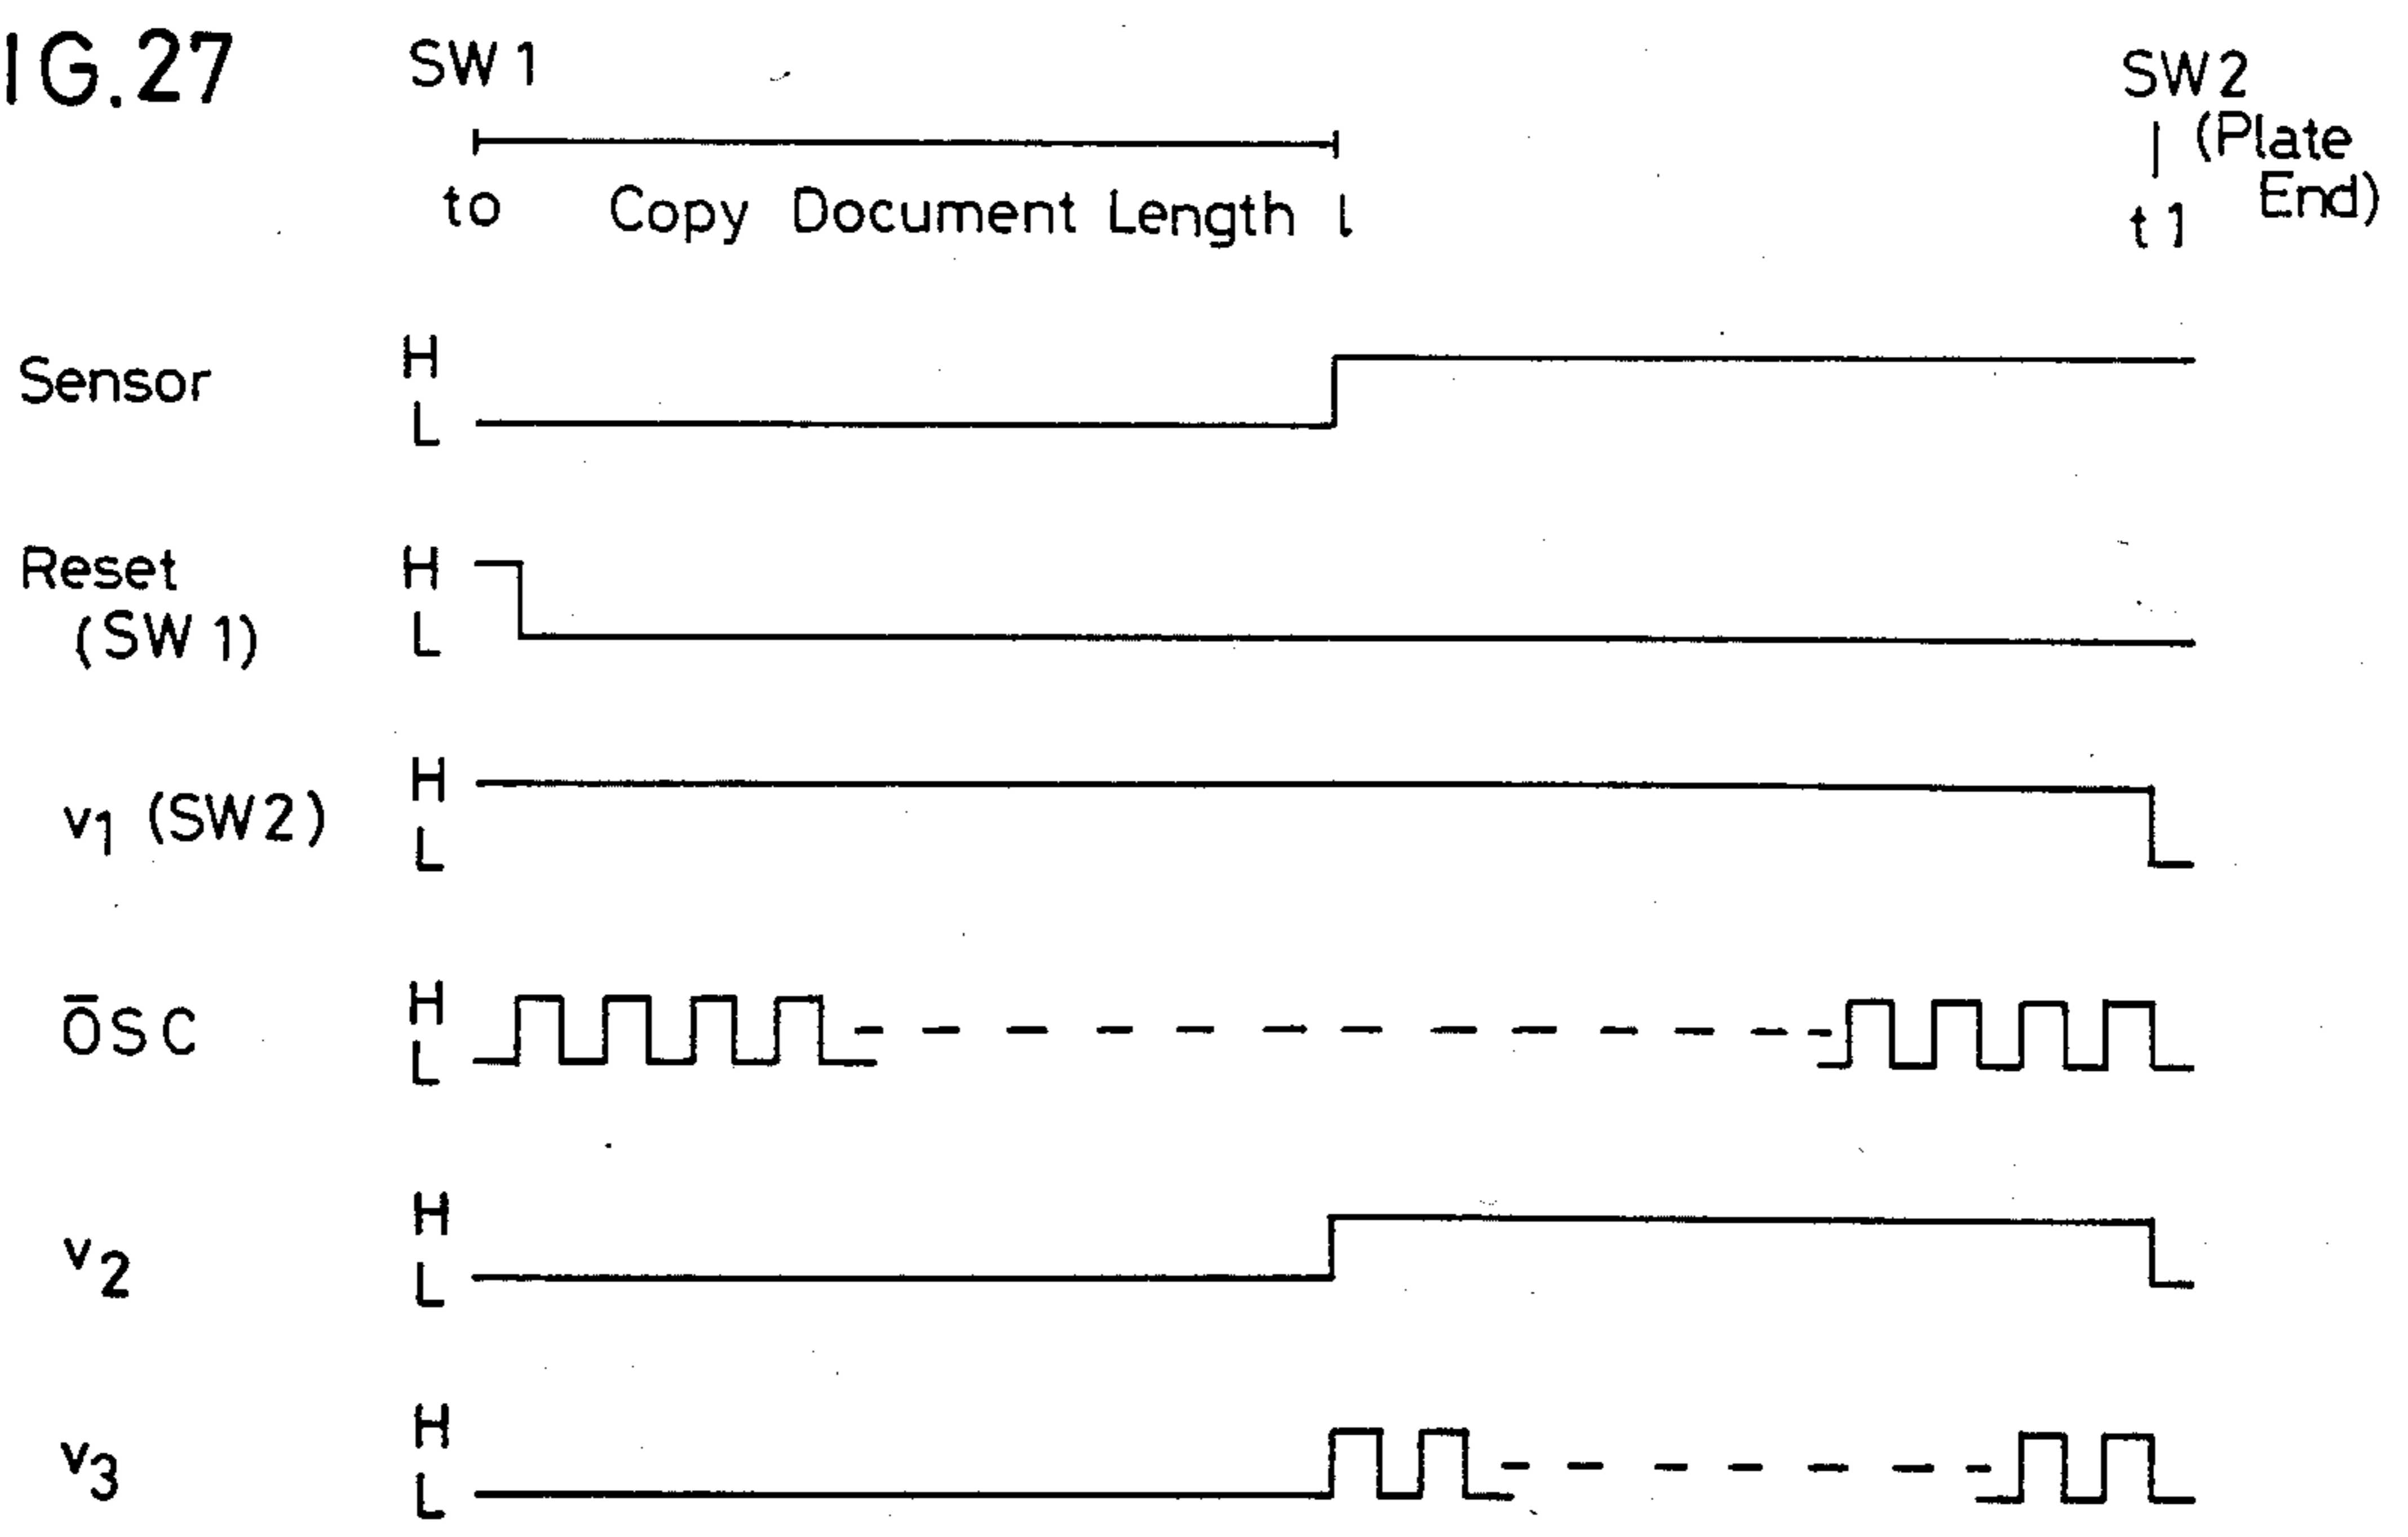 IG.27
SW1
SW2
(Plate
End)
to
Copy Document Length l
t1
Sensor
H
L
Reset
(SW1)
H
L
v1 (SW2)
H
L
ŌSC
H
L
v2
H
L
v3
H
L